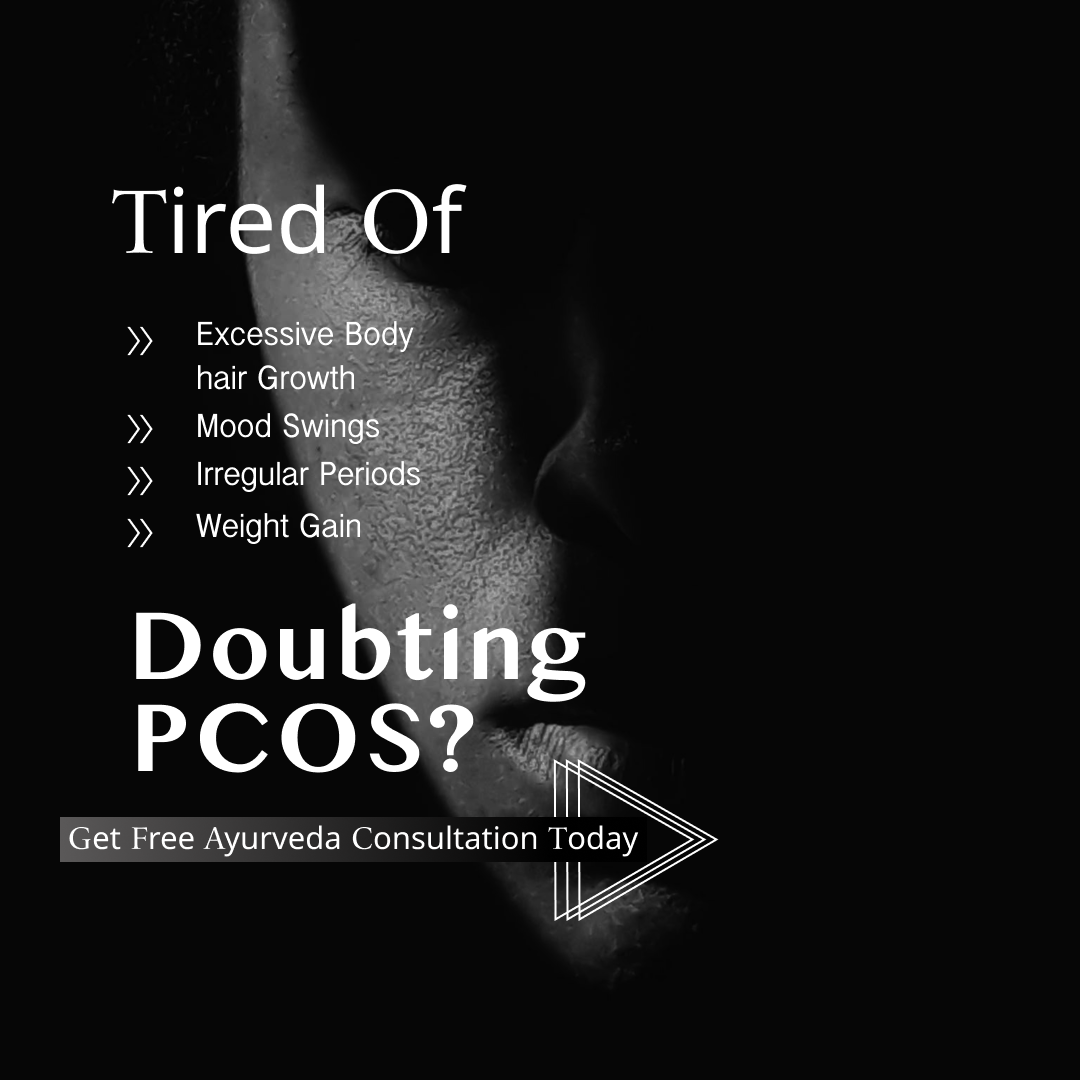 Tired Of
Excessive Body
hair Growth
Mood Swings
Irregular Periods
Weight Gain
Doubting
PCOS?
Get Free Ayurveda Consultation Today